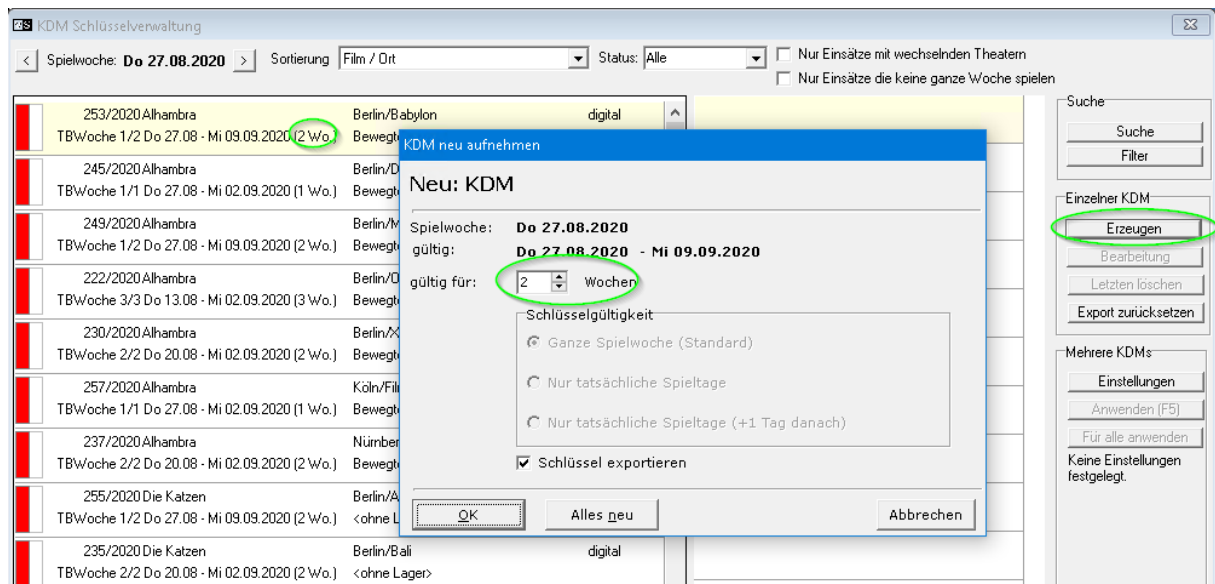 KDM Schlüsselverwaltung
< Spielwoche: Do 27.08.2020 > Sortierung Film / Ort Status: Alle Nur Einsätze mit wechselnden Theatern
Nur Einsätze die keine ganze Woche spielen
253/2020 Alhambra Berlin/Babylon digital
TBWoche 1/2 Do 27.08 - Mi 09.09.2020 (2 Wo.)
245/2020 Alhambra
TBWoche 1/1 Do 27.08 - Mi 02.09.2020 (1 Wo.)
249/2020 Alhambra
TBWoche 1/2 Do 27.08 - Mi 09.09.2020 (2 Wo.)
222/2020 Alhambra
TBWoche 3/3 Do 13.08 - Mi 02.09.2020 (3 Wo.)
230/2020 Alhambra
TBWoche 2/2 Do 20.08 - Mi 02.09.2020 (2 Wo.)
257/2020 Alhambra
TBWoche 1/1 Do 27.08 - Mi 02.09.2020 (1 Wo.)
237/2020 Alhambra
TBWoche 2/2 Do 20.08 - Mi 02.09.2020 (2 Wo.)
255/2020 Die Katzen
TBWoche 1/2 Do 27.08 - Mi 09.09.2020 (2 Wo.) <ohne
235/2020 Die Katzen Berlin/Bali digital
TBWoche 2/2 Do 20.08 - Mi 02.09.2020 (2 Wo.) <ohne Lager>
KDM neu aufnehmen
Neu: KDM
Spielwoche: Do 27.08.2020
gültig: Do 27.08.2020 - Mi 09.09.2020
gültig für: 2 Wochen
Schlüsselgültigkeit
Ganze Spielwoche (Standard)
Nur tatsächliche Spieltage
Nur tatsächliche Spieltage (+1 Tag danach)
Schlüssel exportieren
OK Alles neu Abbrechen
Suche
Suche
Filter
Einzelner KDM
Erzeugen
Bearbeitung
Letzten löschen
Export zurücksetzen
Mehrere KDMs
Einstellungen
Anwenden (F5)
Für alle anwenden
Keine Einstellungen
festgelegt.